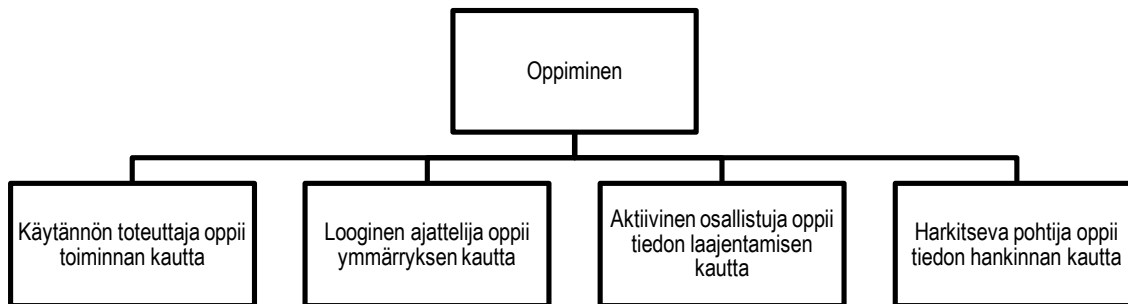 Oppiminen
Käytännön toteuttaja oppii
toiminnan kautta
Looginen ajattelija oppii
ymmärryksen kautta
Aktiivinen osallistuja oppii
tiedon laajentamisen
kautta
Harkitseva pohtija oppii
tiedon hankinnan kautta